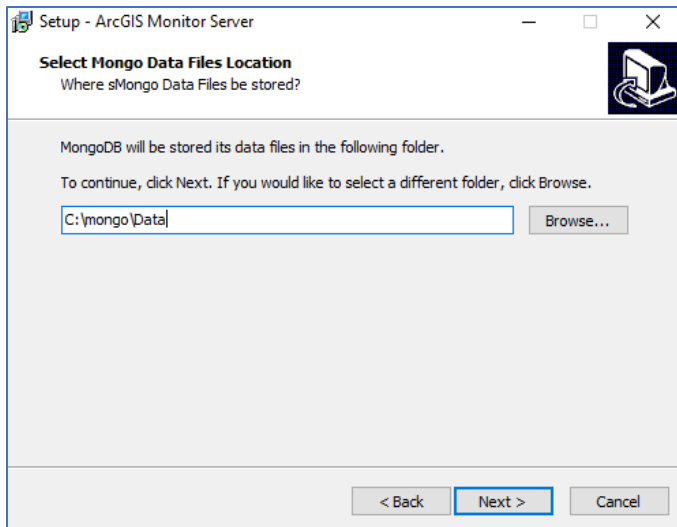 Setup - ArcGIS Monitor Server
Select Mongo Data Files Location
Where sMongo Data Files be stored?
MongoDB will be stored its data files in the following folder.
To continue, click Next. If you would like to select a different folder, click Browse.
C:\mongo\Data
Browse...
< Back
Next >
Cancel